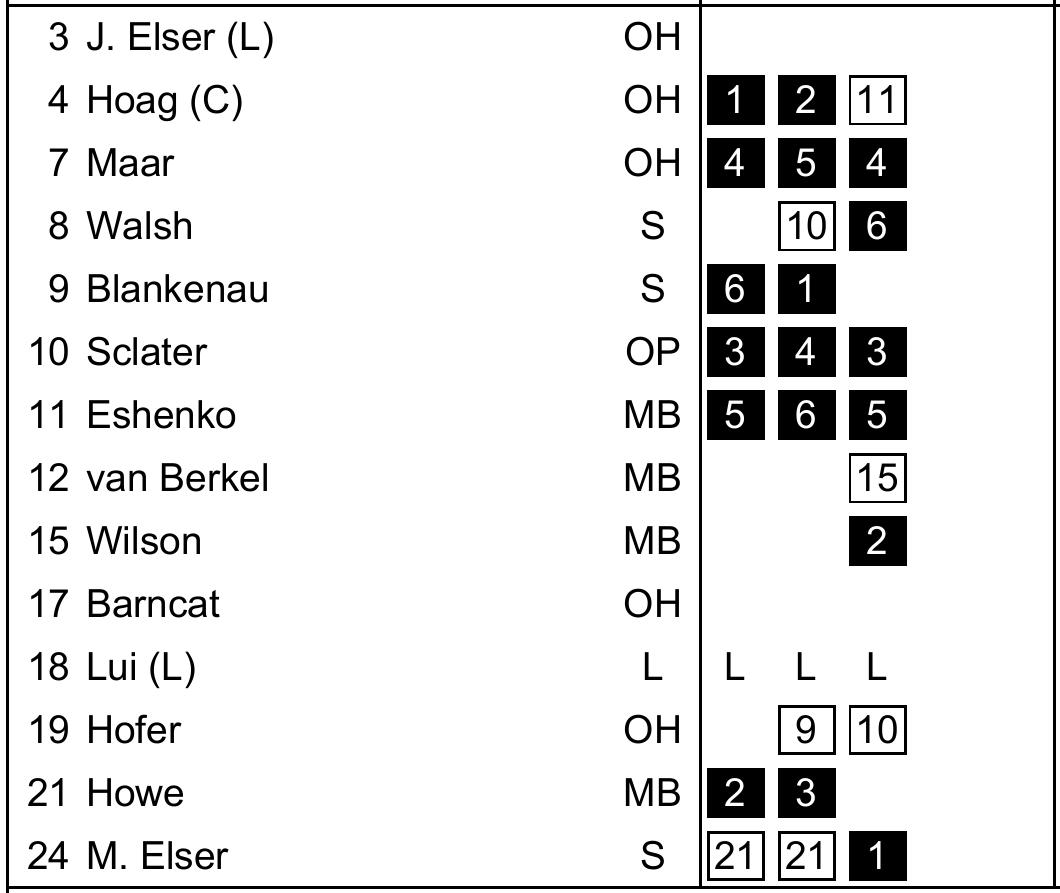 3 J. Elser (L) OH
4 Hoag (C) OH 1 2 11
7 Maar OH 4 5 4
8 Walsh S 10 6
9 Blankenau S 6 1
10 Sclater OP 3 4 3
11 Eshenko MB 5 6 5
12 van Berkel MB 15
15 Wilson MB 2
17 Barncat OH
18 Lui (L) L L L L
19 Hofer OH 9 10
21 Howe MB 2 3
24 M. Elser S 21 21 1